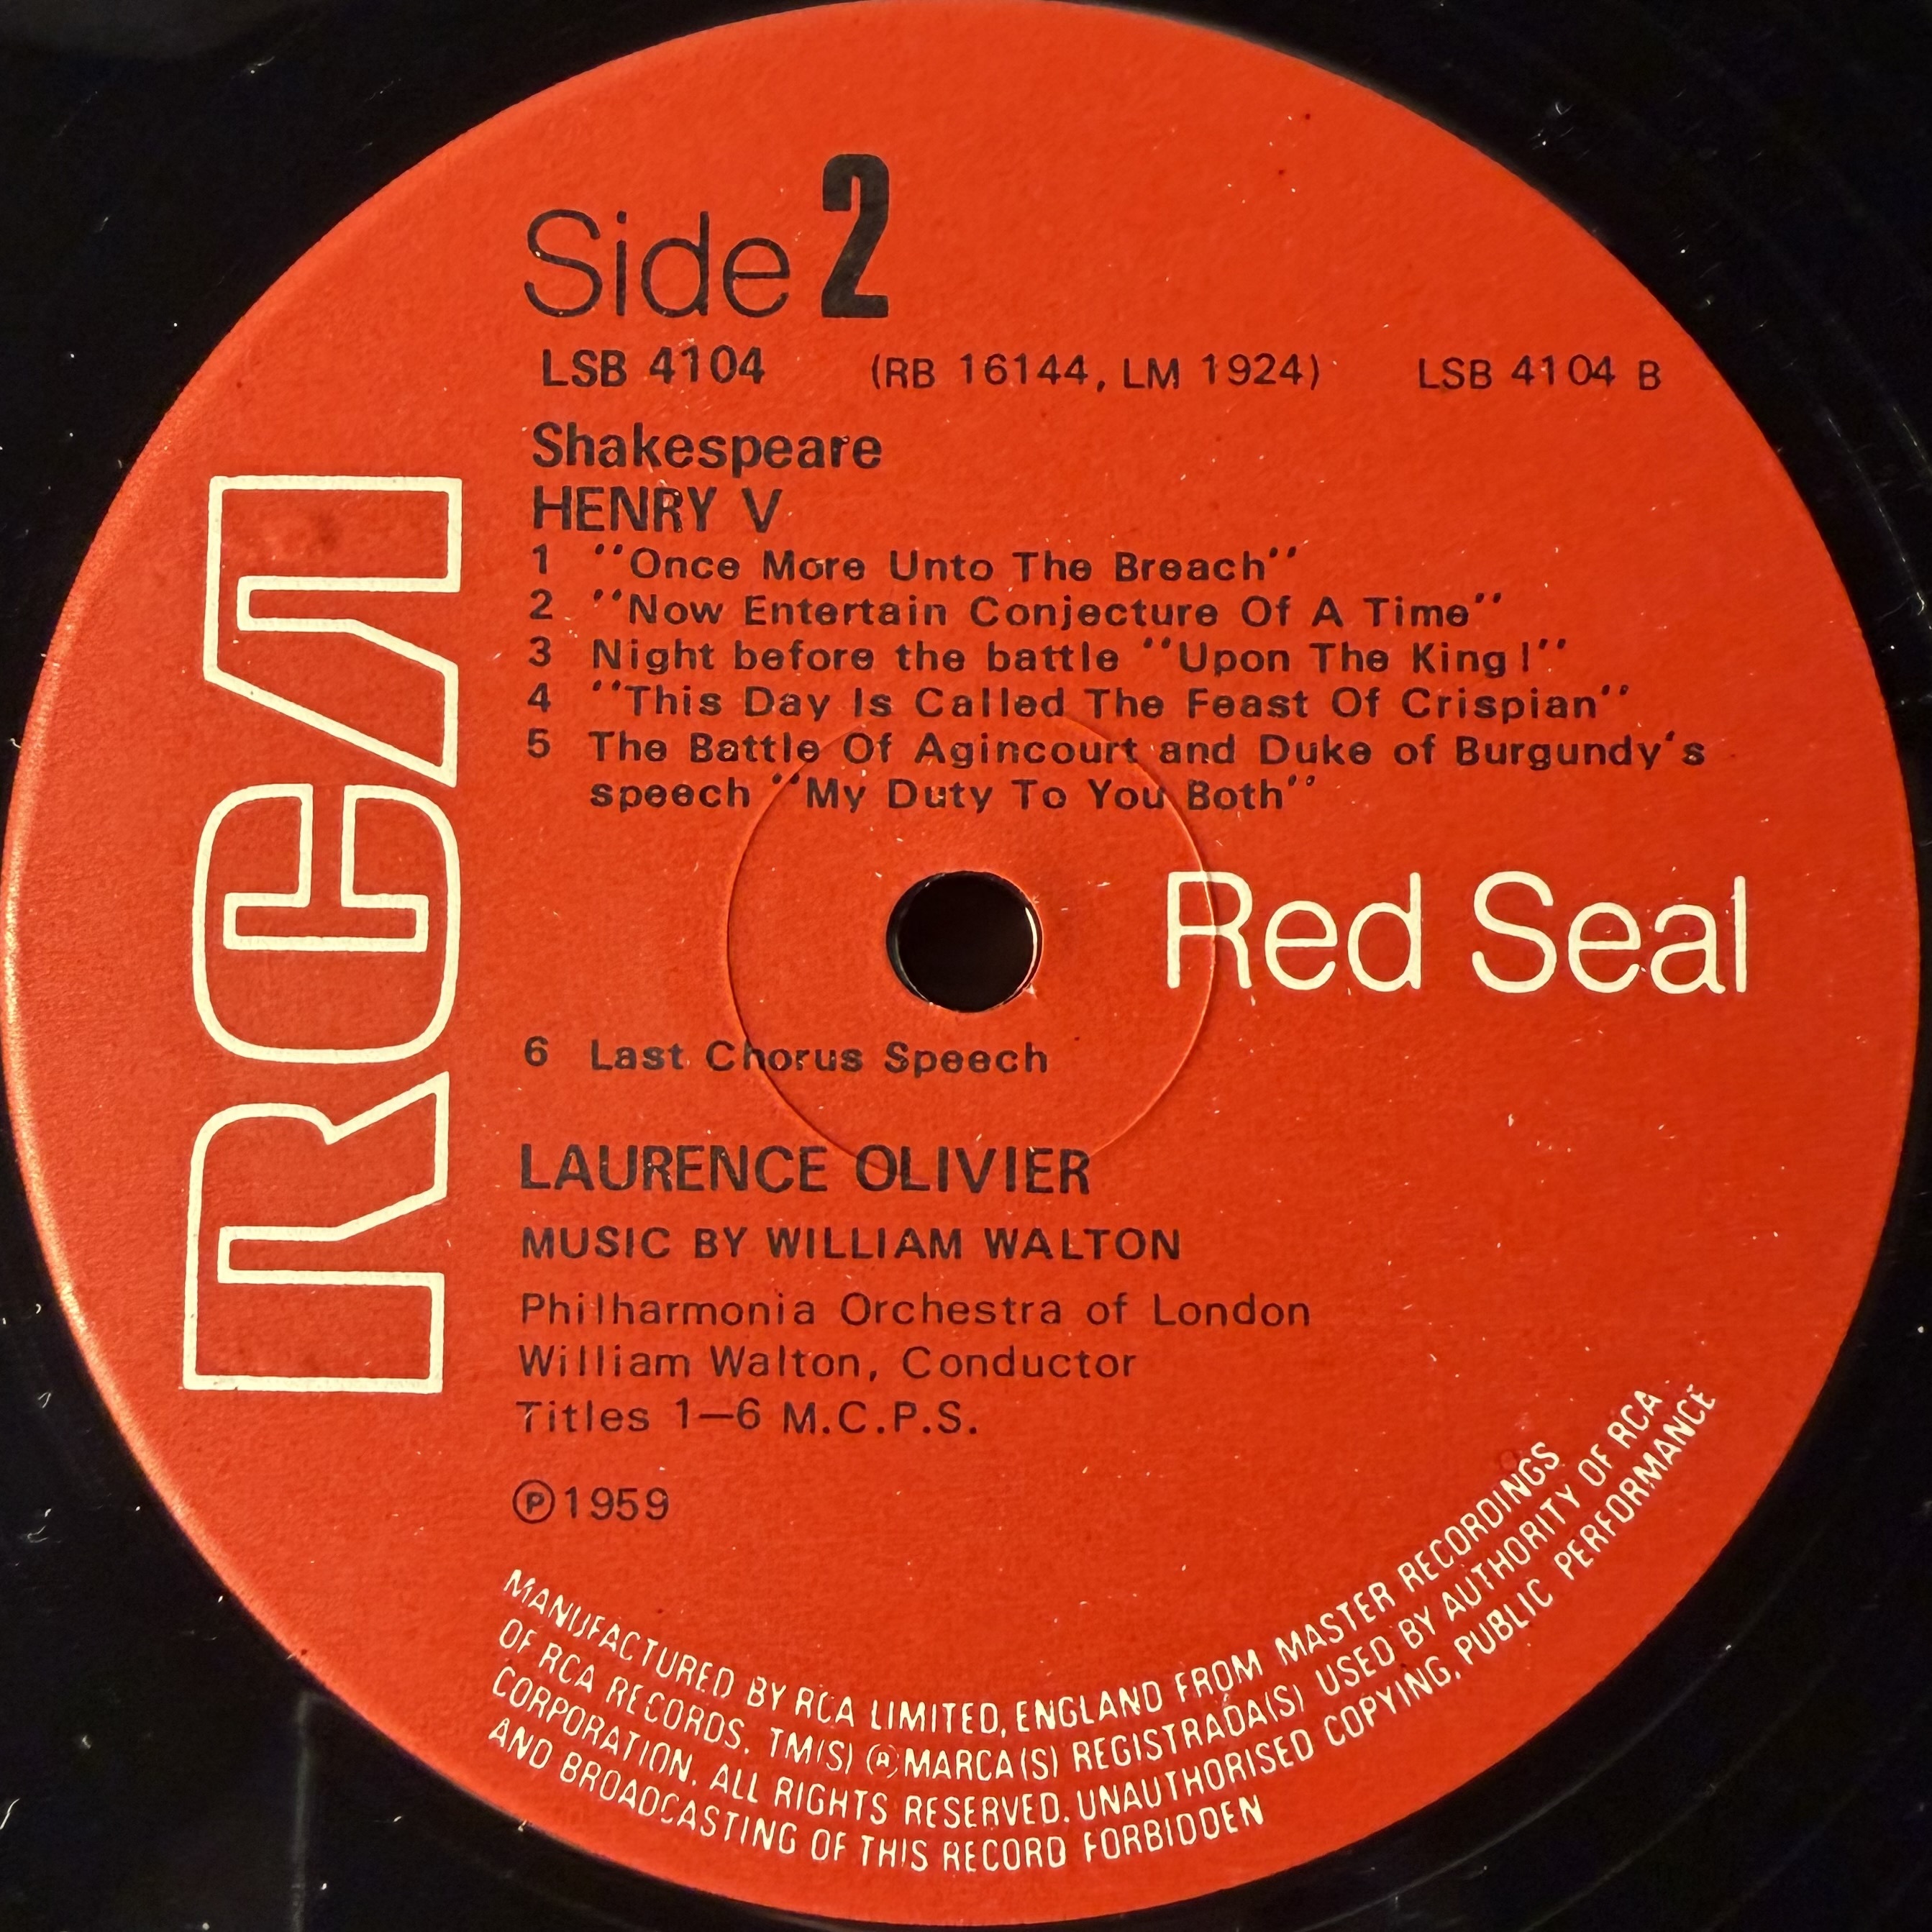 Side 2
LSB 4104 (RB 16144, LM 1924) LSB 4104 B
Shakespeare
HENRY V
1 "Once More Unto The Breach"
2 "Now Entertain Conjecture Of A Time"
3 Night before the battle "Upon The King!"
4 "This Day Is Called The Feast Of Crispian"
5 The Battle Of Agincourt and Duke of Burgundy's
speech "My Duty To You Both"
RCA
Red Seal
6 Last Chorus Speech
LAURENCE OLIVIER
MUSIC BY WILLIAM WALTON
Philharmonia Orchestra of London
William Walton, Conductor
Titles 1—6 M.C.P.S.
℗1959
MANUFACTURED BY RCA LIMITED, ENGLAND FROM MASTER RECORDINGS
OF RCA RECORDS. TM(S) ® MARCA(S) REGISTRADA(S) USED BY AUTHORITY OF RCA
CORPORATION. ALL RIGHTS RESERVED. UNAUTHORISED COPYING, PUBLIC PERFORMANCE
AND BROADCASTING OF THIS RECORD FORBIDDEN